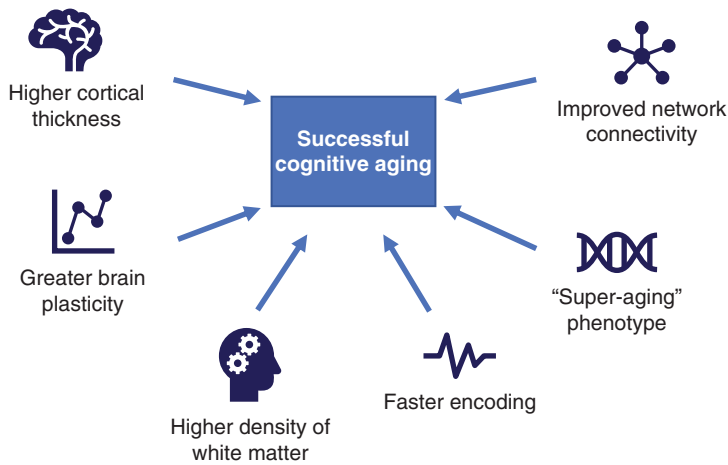 Higher cortical
thickness
Improved network
connectivity
Successful
cognitive aging
Greater brain
plasticity
“Super-aging”
phenotype
Higher density of
white matter
Faster encoding